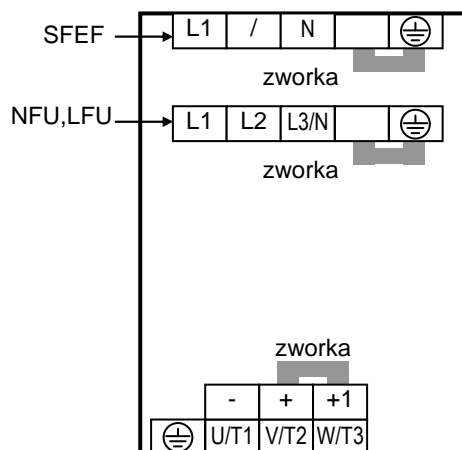 SFEF L1 / N
zworka
NFU,LFU L1 L2 L3/N
zworka
zworka
- + +1
U/T1 V/T2 W/T3